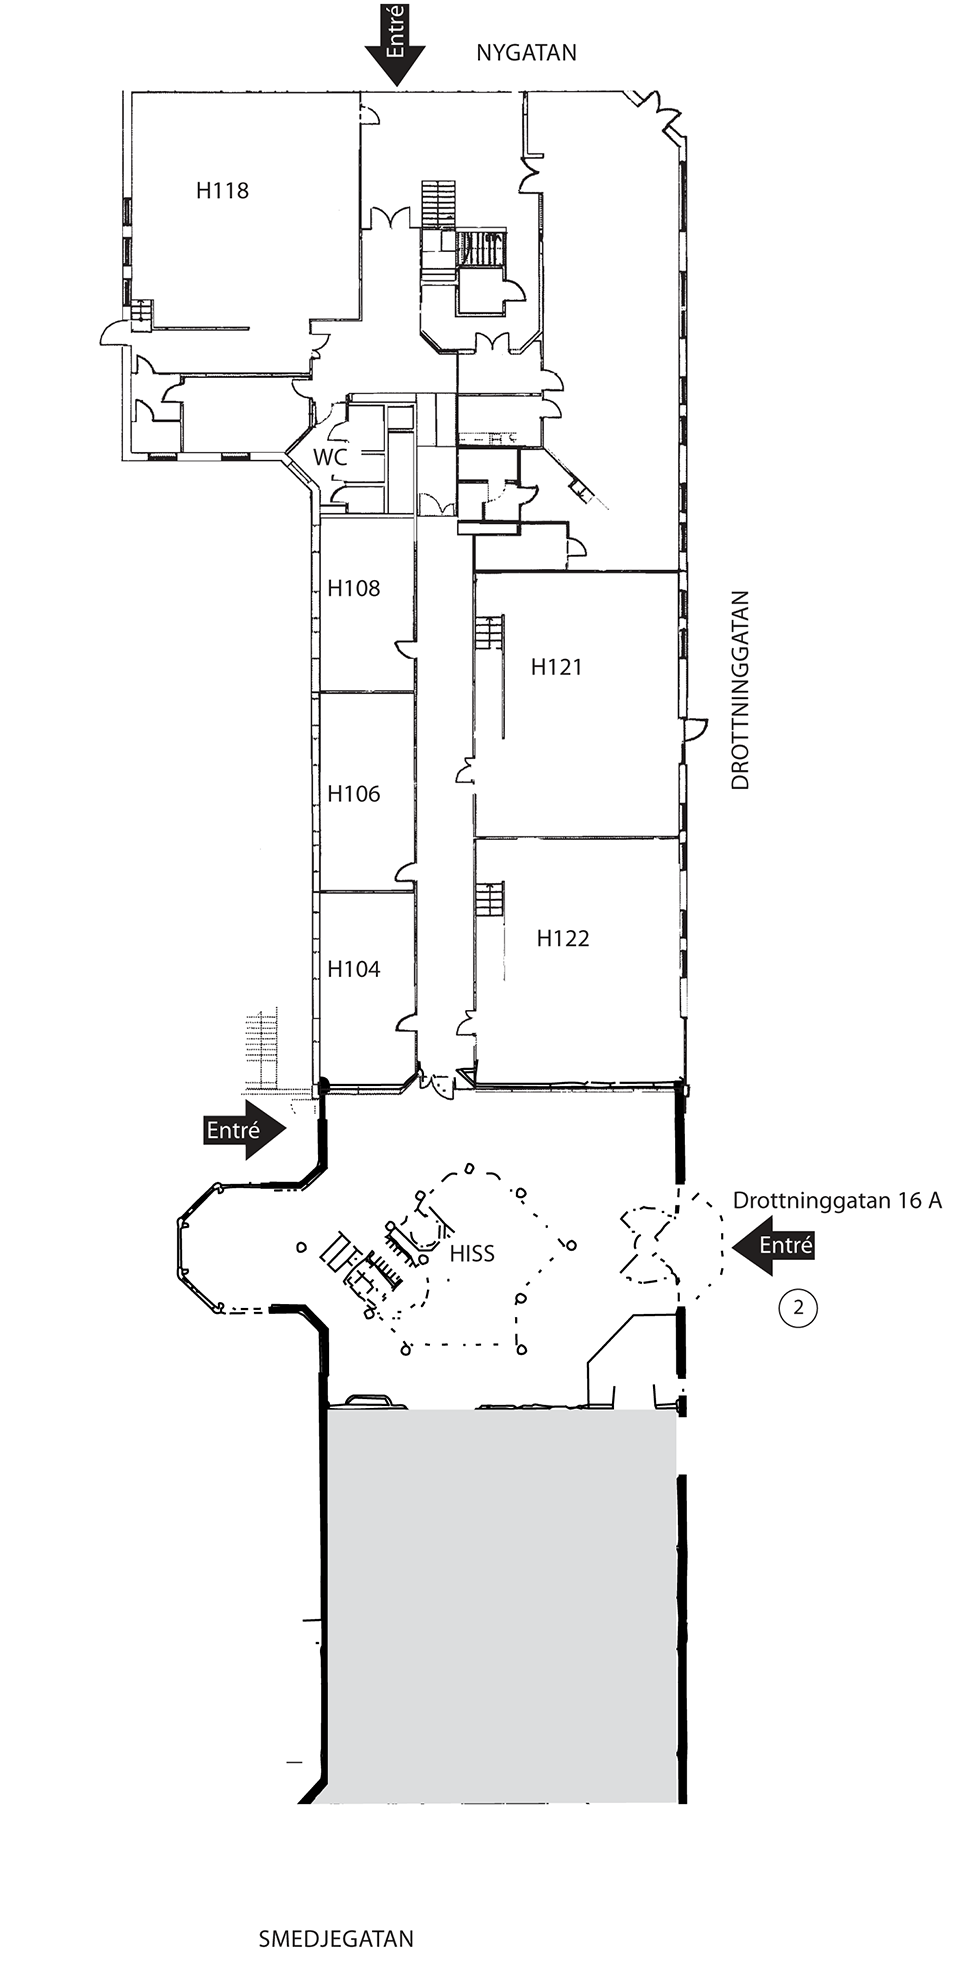 Entré
NYGATAN
H118
WC
H108
DROTTNINGGATAN
H121
H106
H122
H104
Entré
Drottninggatan 16 A
Entré
HISS
2
SMEDJEGATAN